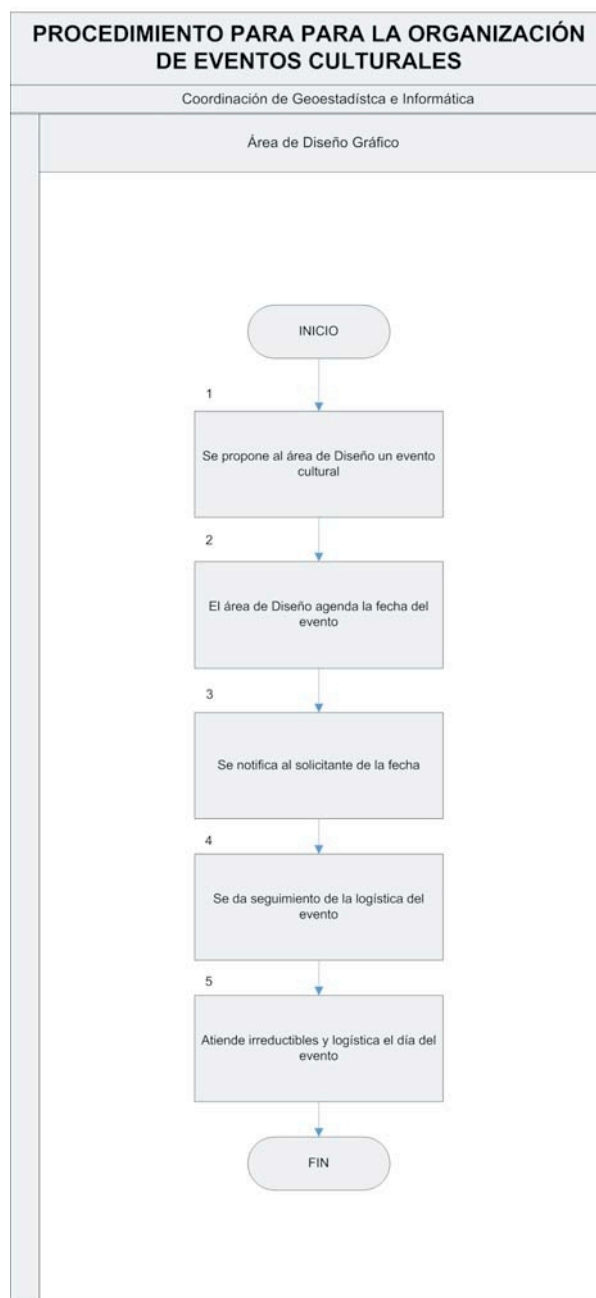 PROCEDIMIENTO PARA PARA LA ORGANIZACIÓN
DE EVENTOS CULTURALES
Coordinación de Geoestadístca e Informática
Área de Diseño Gráfico
INICIO
1
Se propone al área de Diseño un evento
cultural
2
El área de Diseño agenda la fecha del
evento
3
Se notifica al solicitante de la fecha
4
Se da seguimiento de la logística del
evento
5
Atiende irreductibles y logística el día del
evento
FIN